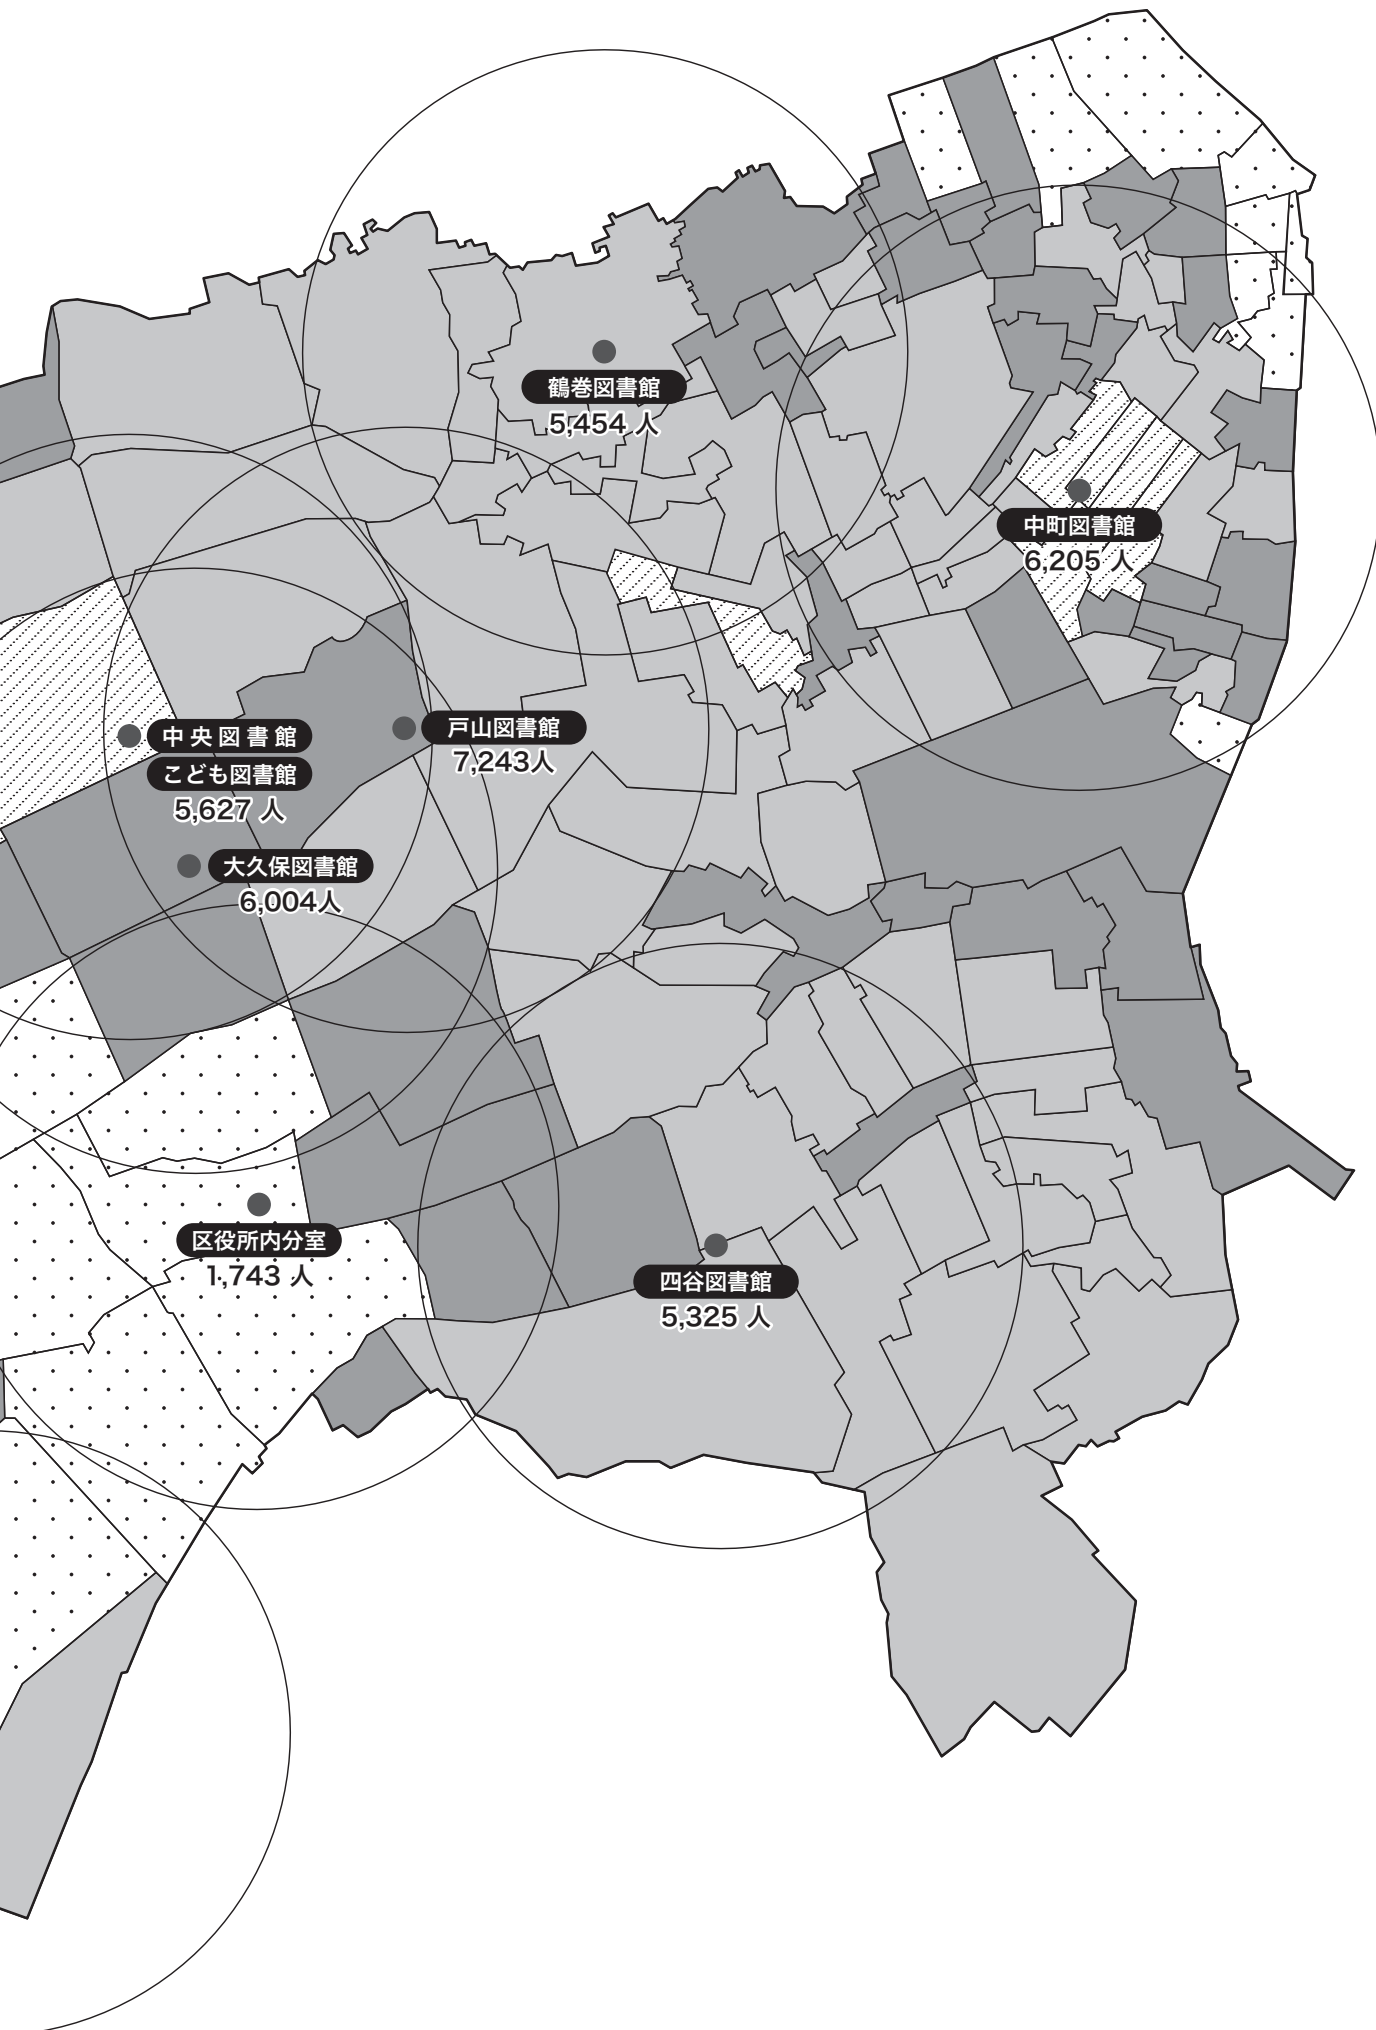 鶴巻図書館
5,454 人
中町図書館
6,205 人
戸山図書館
7,243人
中央図書館
こども図書館
5,627 人
大久保図書館
6,004人
区役所内分室
1,743 人
四谷図書館
5,325 人